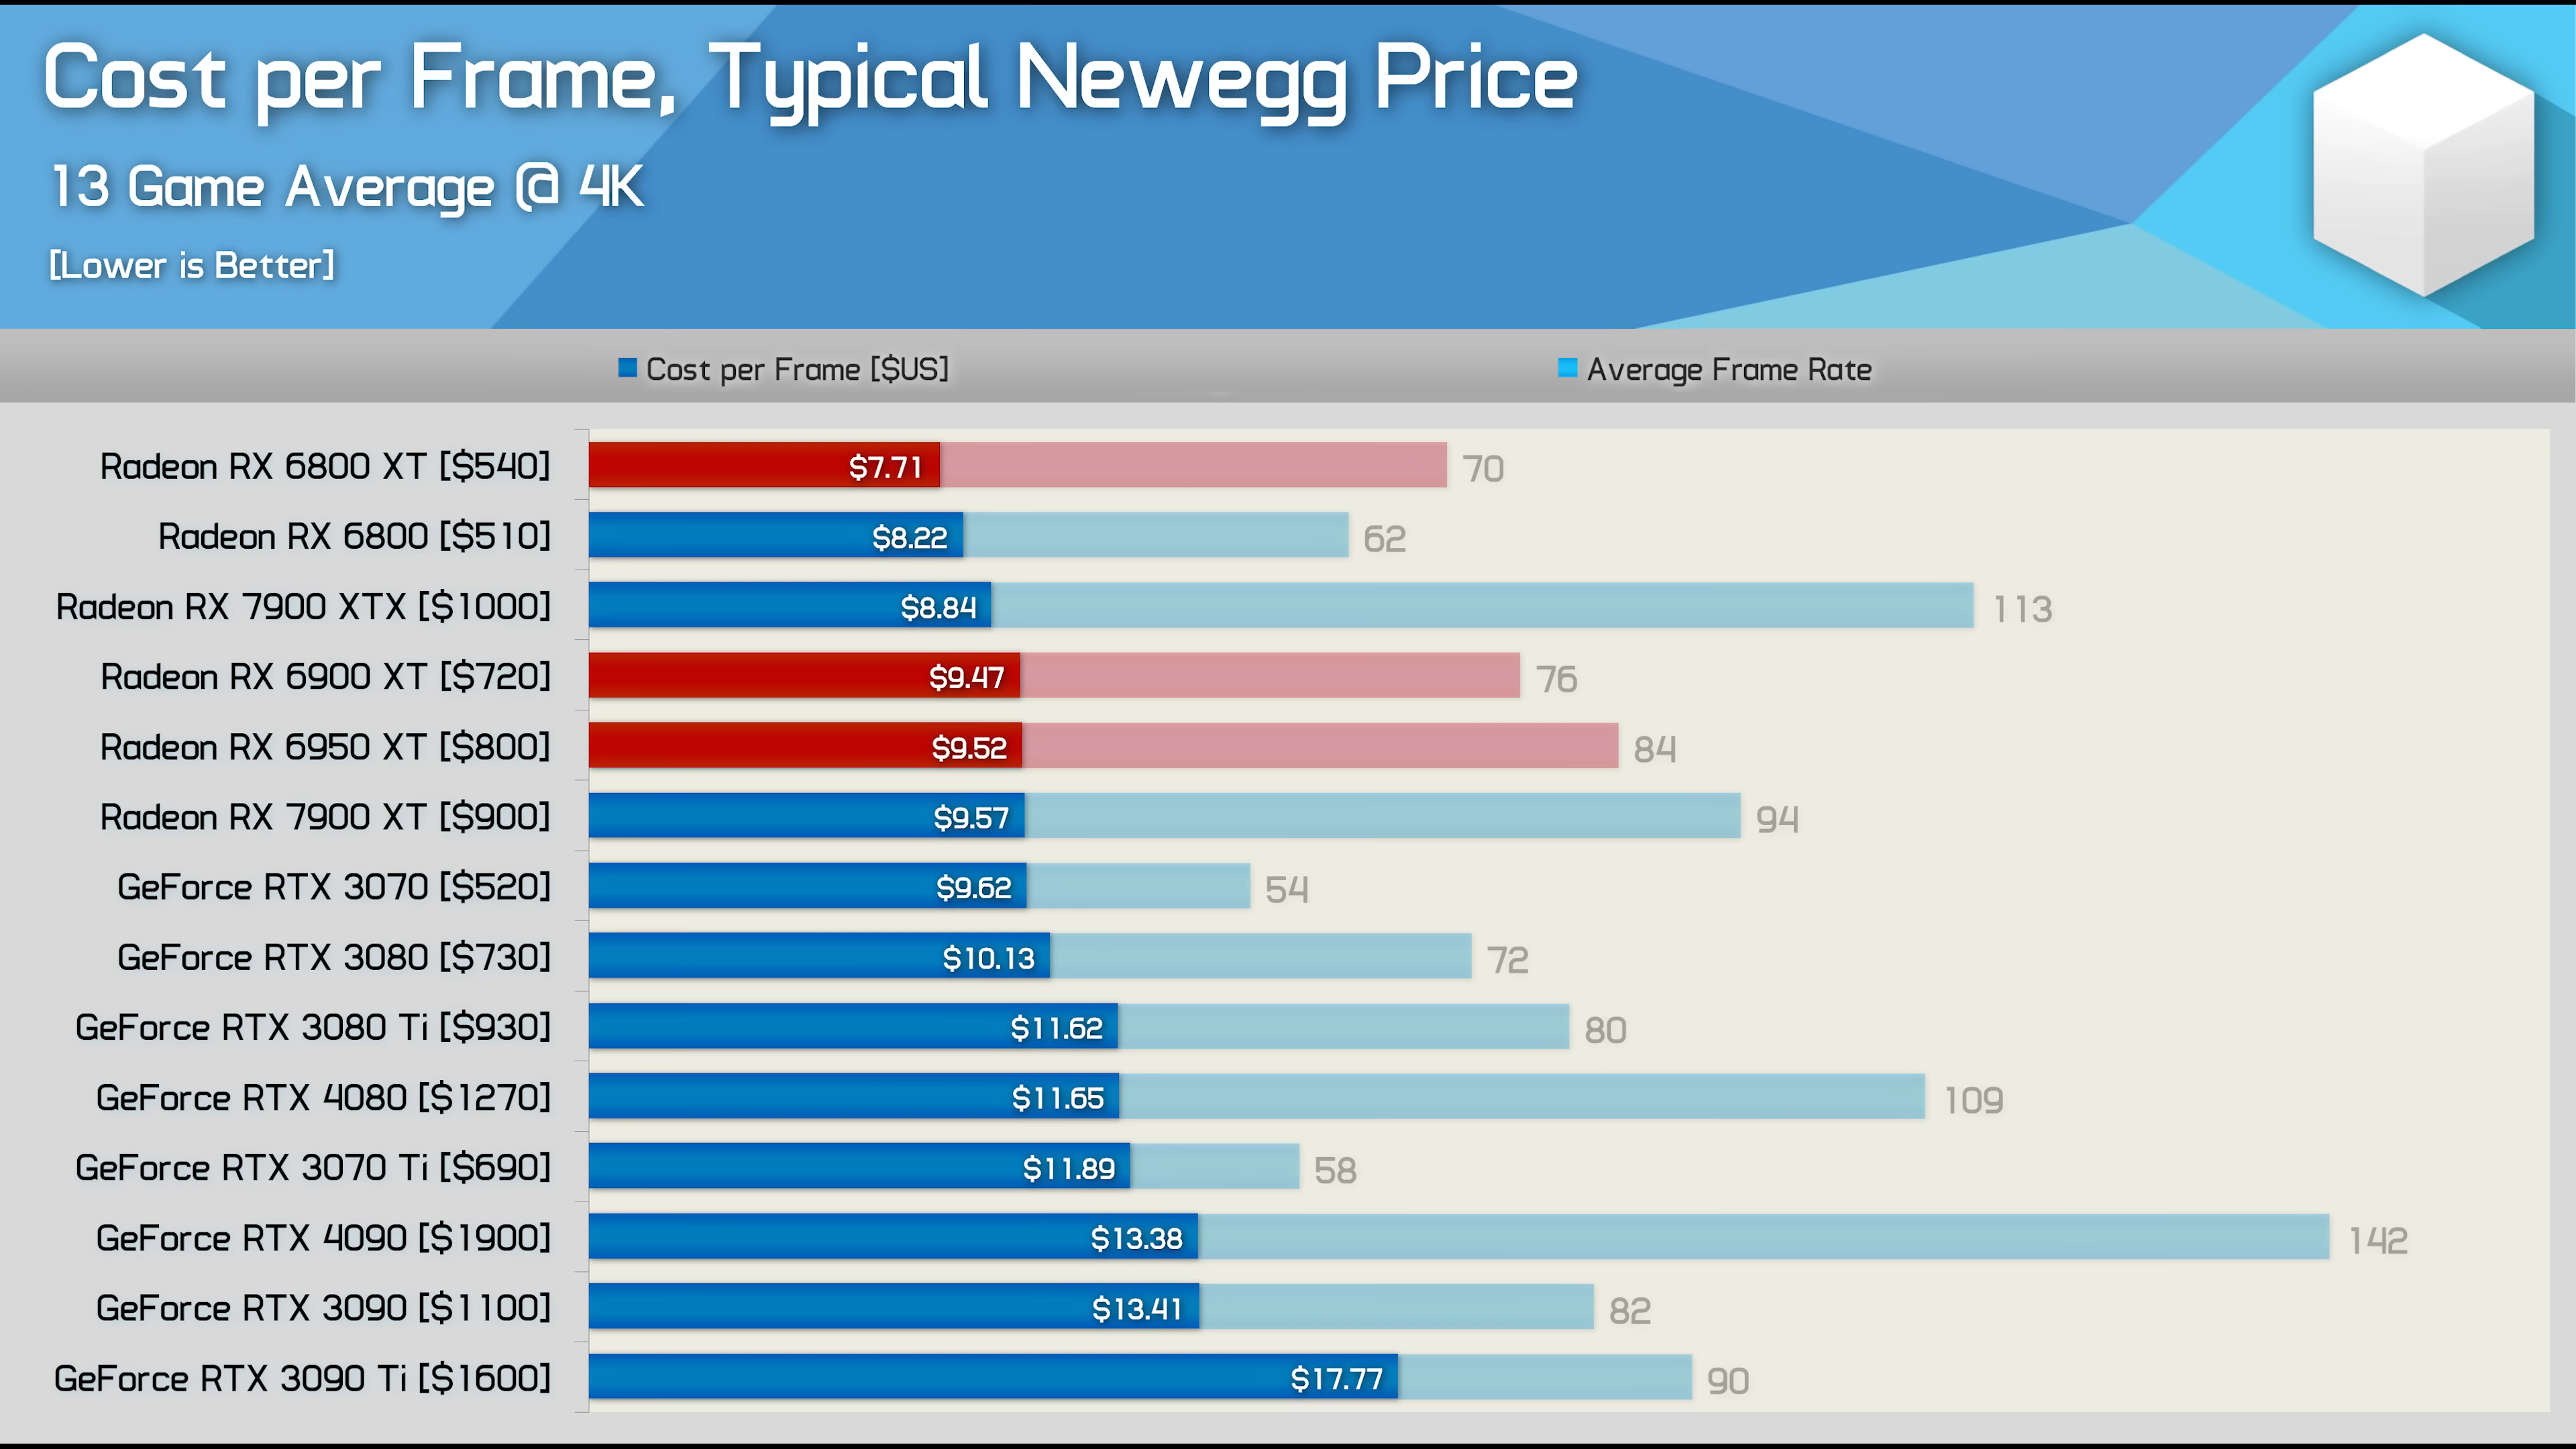 Cost per Frame, Typical Newegg Price
13 Game Average @ 4K
[Lower is Better]
Cost per Frame [$US] Average Frame Rate
Radeon RX 6800 XT [$540] $7.71 70
Radeon RX 6800 [$510] $8.22 62
Radeon RX 7900 XTX [$1000] $8.84 113
Radeon RX 6900 XT [$720] $9.47 76
Radeon RX 6950 XT [$800] $9.52 84
Radeon RX 7900 XT [$900] $9.57 94
GeForce RTX 3070 [$520] $9.62 54
GeForce RTX 3080 [$730] $10.13 72
GeForce RTX 3080 Ti [$930] $11.62 80
GeForce RTX 4080 [$1270] $11.65 109
GeForce RTX 3070 Ti [$690] $11.89 58
GeForce RTX 4090 [$1900] $13.38 142
GeForce RTX 3090 [$1100] $13.41 82
GeForce RTX 3090 Ti [$1600] $17.77 90